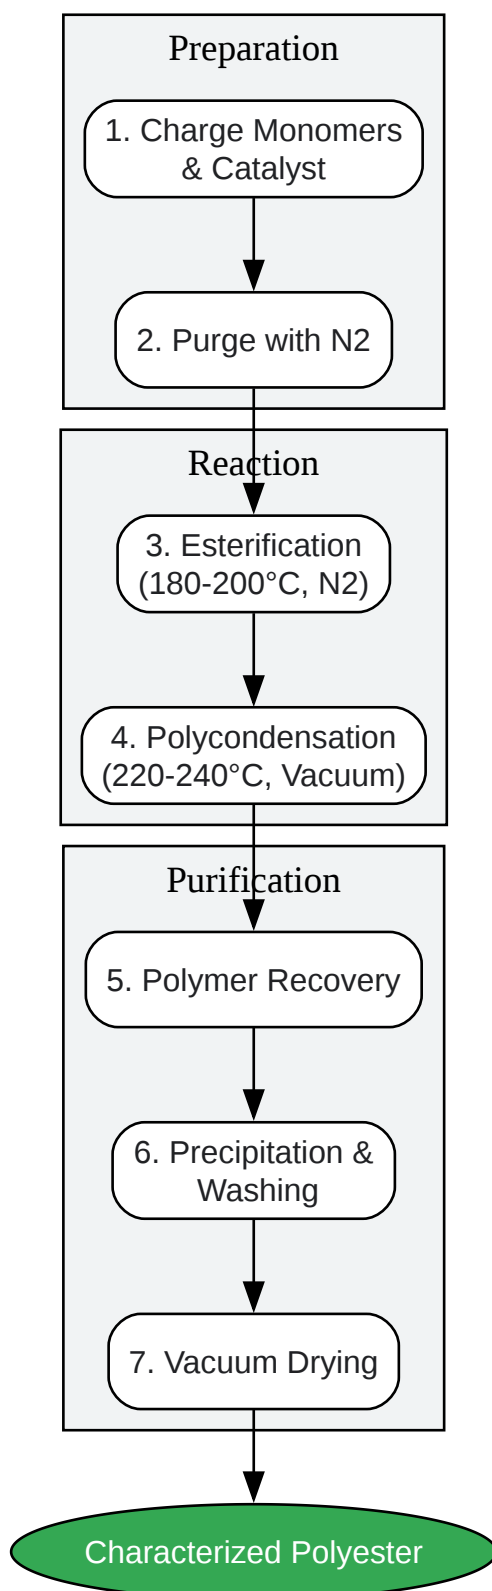 Preparation
1. Charge Monomers
& Catalyst
2. Purge with N2
Reaction
3. Esterification
(180-200°C, N2)
4. Polycondensation
(220-240°C, Vacuum)
Purification
5. Polymer Recovery
6. Precipitation &
Washing
7. Vacuum Drying
Characterized Polyester